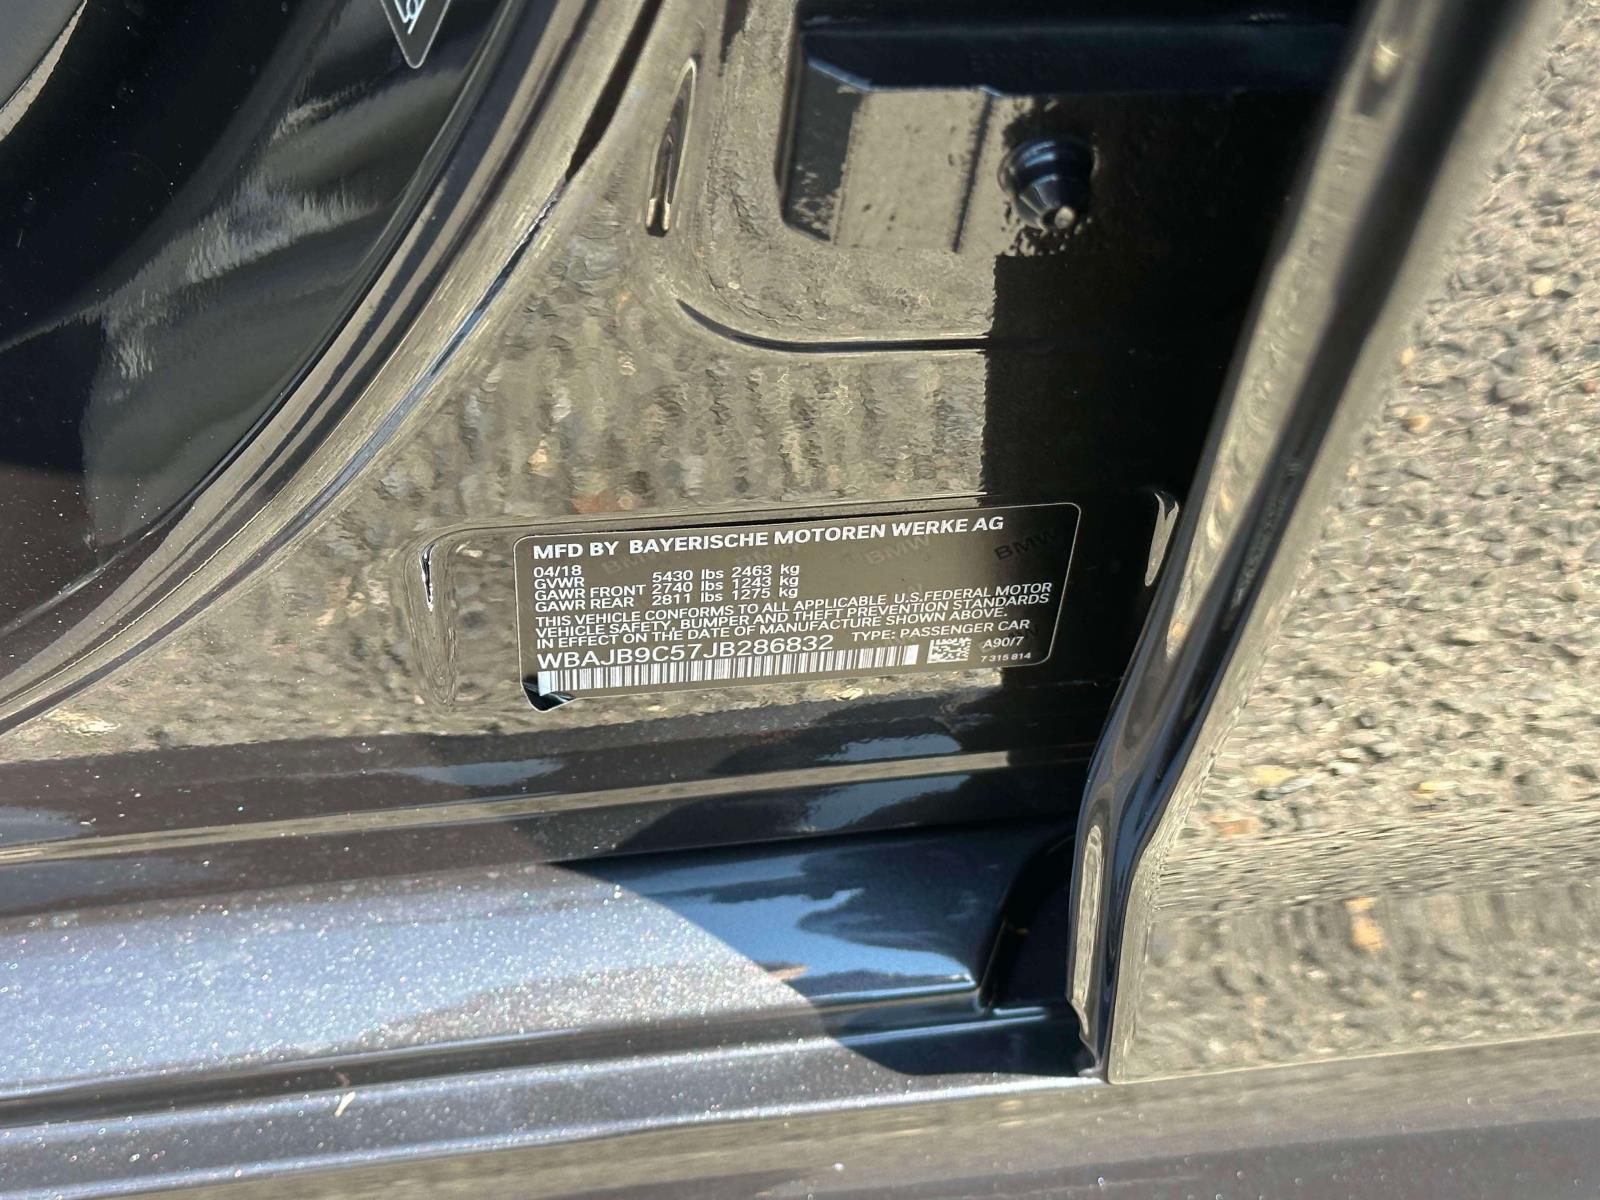 MFD BY BAYERISCHE MOTOREN WERKE AG
04/18
GVWR 5430 lbs 2463 kg
GAWR FRONT 2740 lbs 1243 kg
GAWR REAR 2811 lbs 1275 kg
THIS VEHICLE CONFORMS TO ALL APPLICABLE U.S.FEDERAL MOTOR
VEHICLE SAFETY, BUMPER AND THEFT PREVENTION STANDARDS
IN EFFECT ON THE DATE OF MANUFACTURE SHOWN ABOVE.
TYPE: PASSENGER CAR
WBAJB9C57JB286832
A90/7
7 315 814
BMW
BMW
BMW